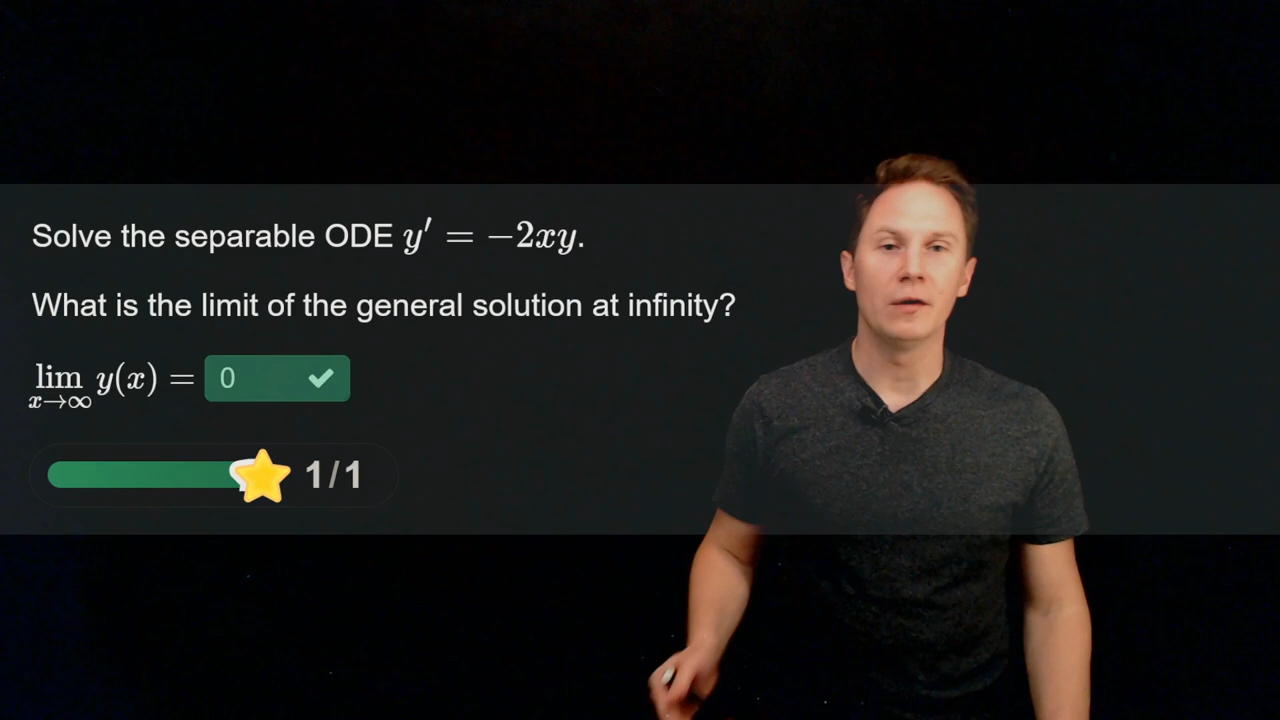 Solve the separable ODE y′ = −2xy.
What is the limit of the general solution at infinity?
lim x→∞ y(x) = 0
1/1